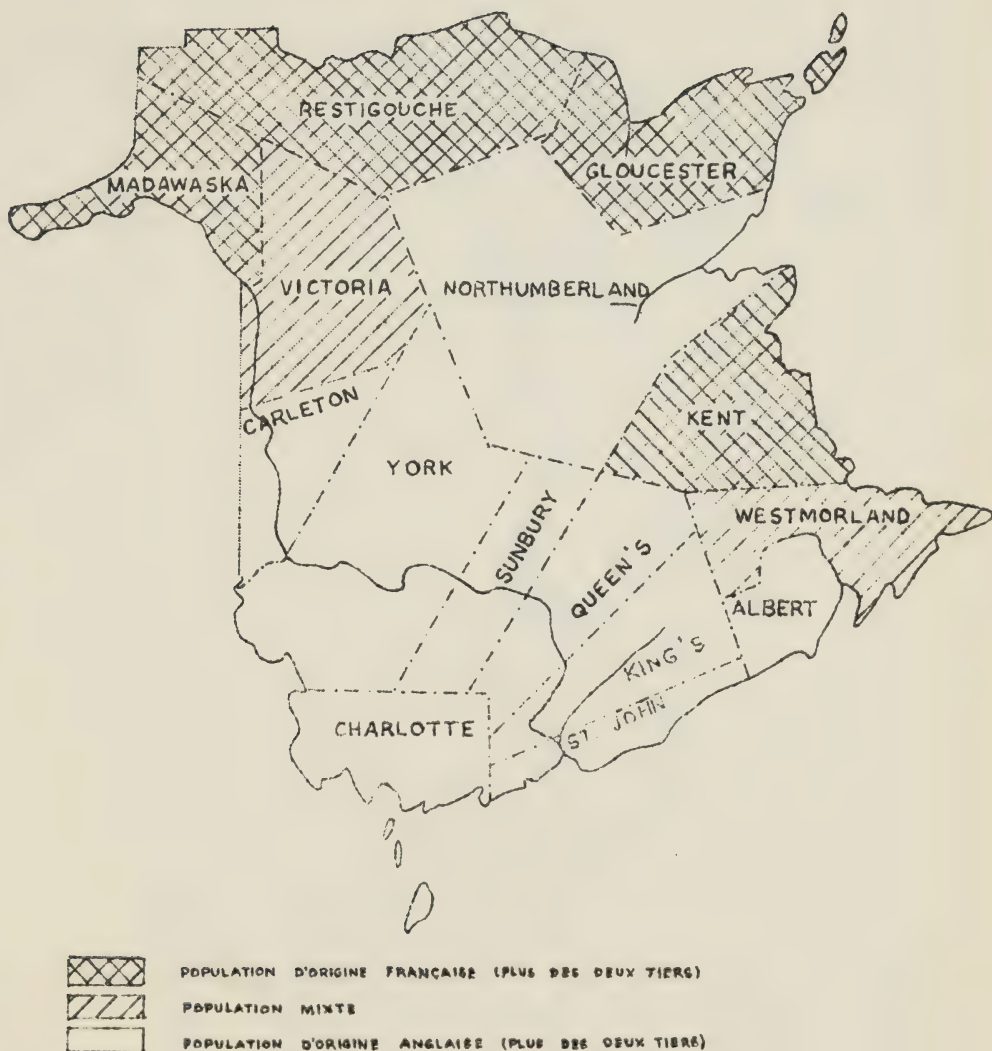 RESTIGOUCHE
GLOUCESTER
MADAWASKA
VICTORIA
NORTHUMBERLAND
CARLETON
KENT
YORK
WESTMORLAND
SUNBURY
QUEEN'S
ALBERT
KING'S
ST. JOHN
CHARLOTTE
POPULATION D'ORIGINE FRANÇAISE (PLUS DES DEUX TIERS)
POPULATION MIXTE
POPULATION D'ORIGINE ANGLAISE (PLUS DES DEUX TIERS)